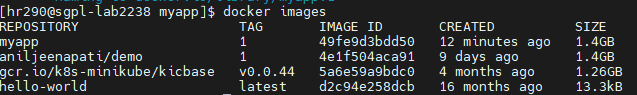 [hr290@sgpl-lab2238 myapp]$ docker images
REPOSITORY TAG IMAGE ID CREATED SIZE
myapp 1 49fe9d3bdd50 12 minutes ago 1.4GB
aniljeenapati/demo 1 4e1f504aca91 9 days ago 1.4GB
gcr.io/k8s-minikube/kicbase v0.0.44 5a6e59a9bdc0 4 months ago 1.26GB
hello-world latest d2c94e258dcb 16 months ago 13.3kB